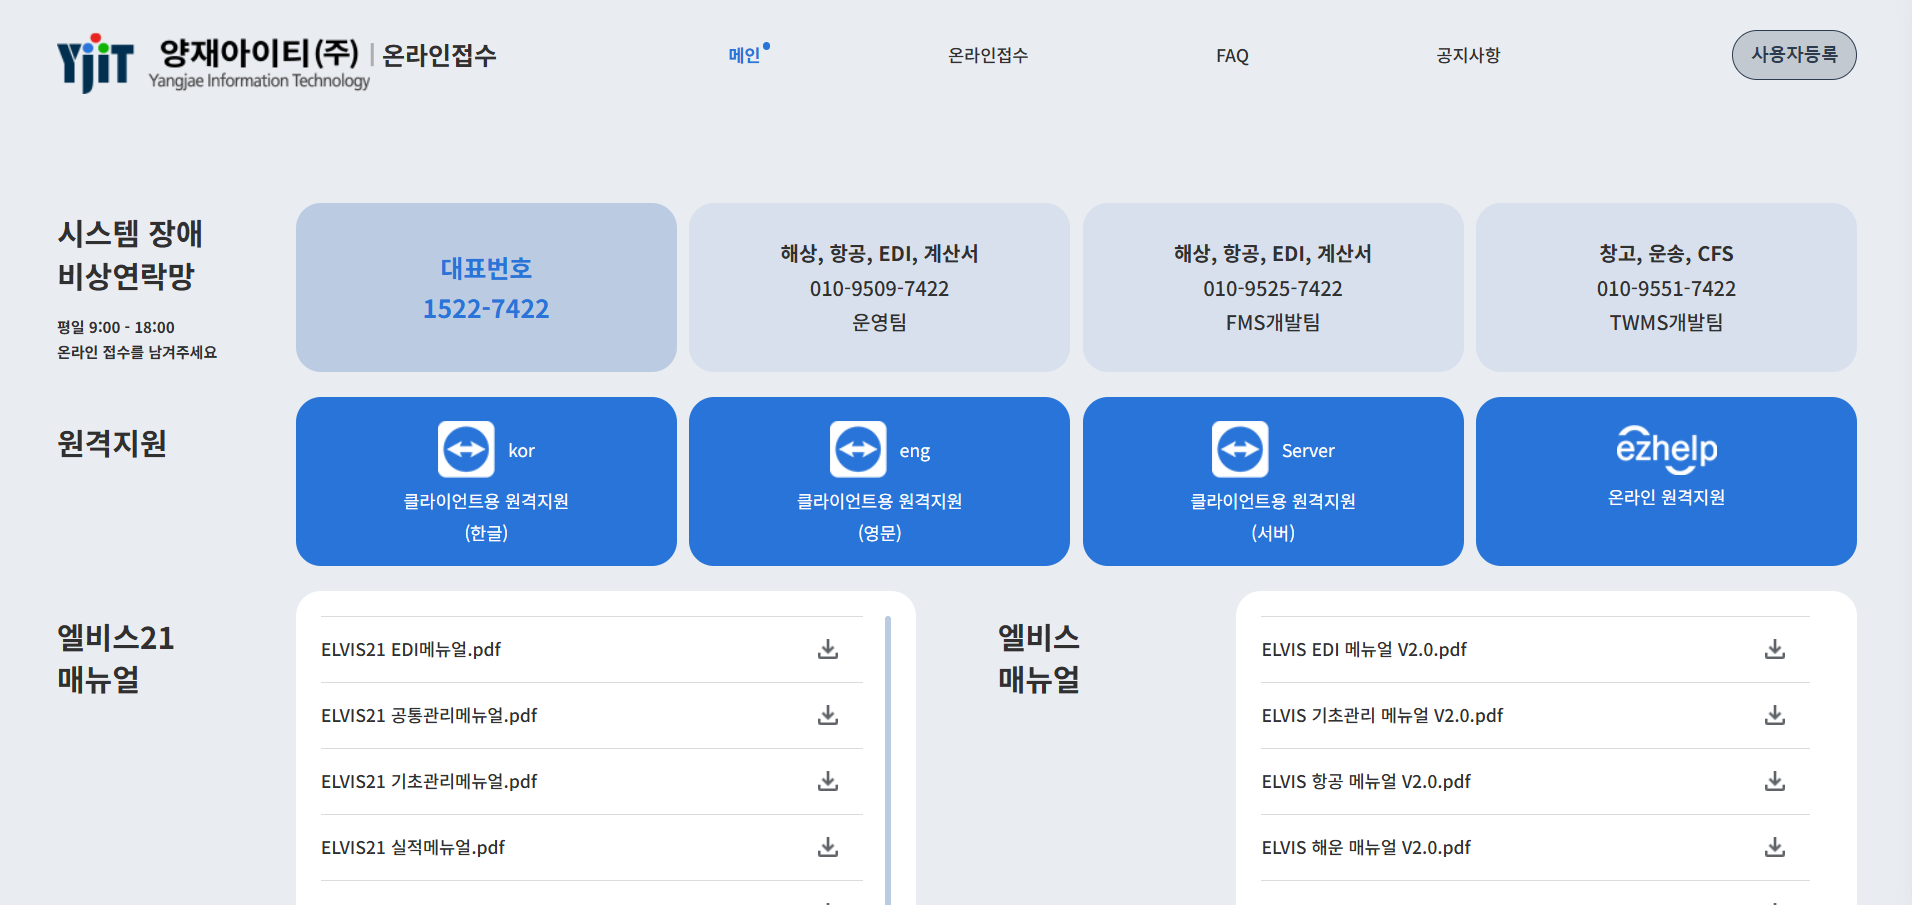 YjiT 양재아이티(주) | 온라인접수
Yangjae Information Technology
메인
온라인접수
FAQ
공지사항
사용자등록
시스템 장애
비상연락망
평일 9:00 - 18:00
온라인 접수를 남겨주세요
대표번호
1522-7422
해상, 항공, EDI, 계산서
010-9509-7422
운영팀
해상, 항공, EDI, 계산서
010-9525-7422
FMS개발팀
창고, 운송, CFS
010-9551-7422
TWMS개발팀
원격지원
kor
클라이언트용 원격지원
(한글)
eng
클라이언트용 원격지원
(영문)
Server
클라이언트용 원격지원
(서버)
ezhelp
온라인 원격지원
엘비스21
매뉴얼
ELVIS21 EDI메뉴얼.pdf
ELVIS21 공통관리메뉴얼.pdf
ELVIS21 기초관리메뉴얼.pdf
ELVIS21 실적메뉴얼.pdf
엘비스
매뉴얼
ELVIS EDI 메뉴얼 V2.0.pdf
ELVIS 기초관리 메뉴얼 V2.0.pdf
ELVIS 항공 메뉴얼 V2.0.pdf
ELVIS 해운 매뉴얼 V2.0.pdf